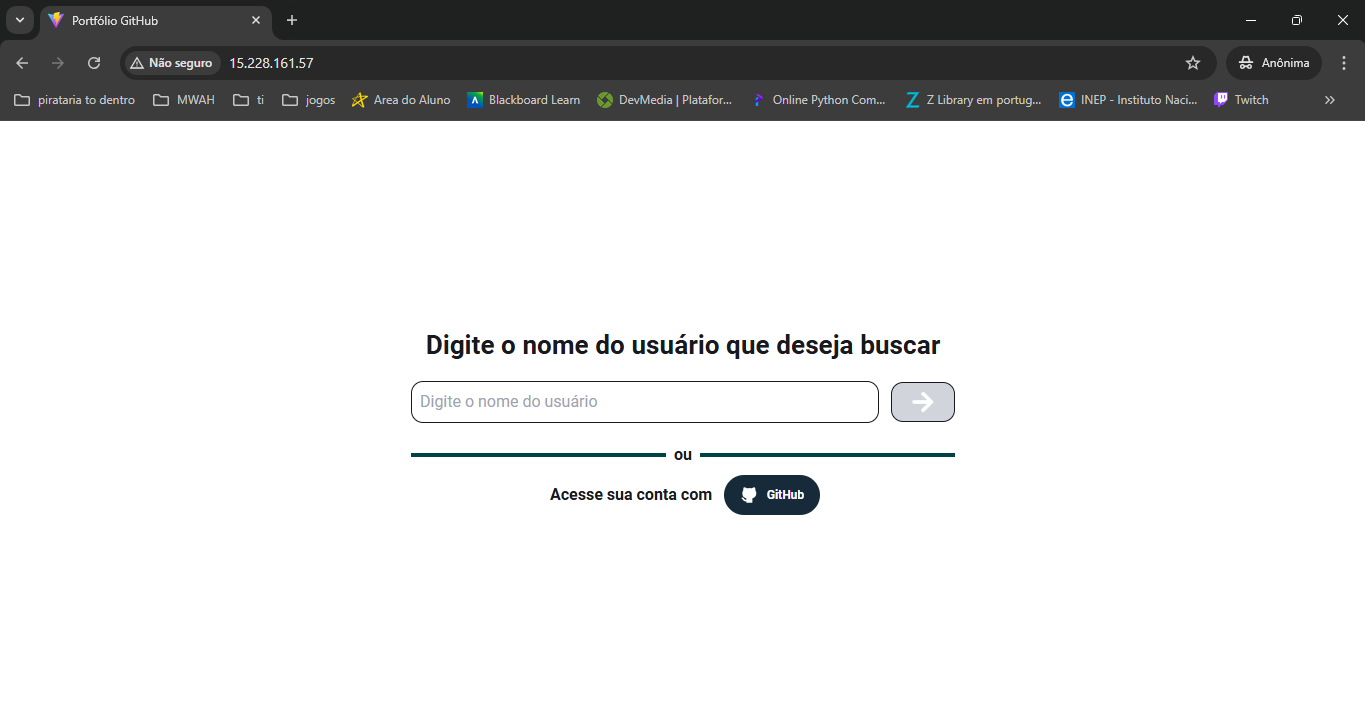 Portfólio GitHub
Não seguro 15.228.161.57 Anônima
pirataria to dentro MWAH ti jogos Area do Aluno Blackboard Learn DevMedia | Platafor... Online Python Com... Z Library em portug... INEP - Instituto Naci... Twitch
Digite o nome do usuário que deseja buscar
Digite o nome do usuário
ou
Acesse sua conta com GitHub